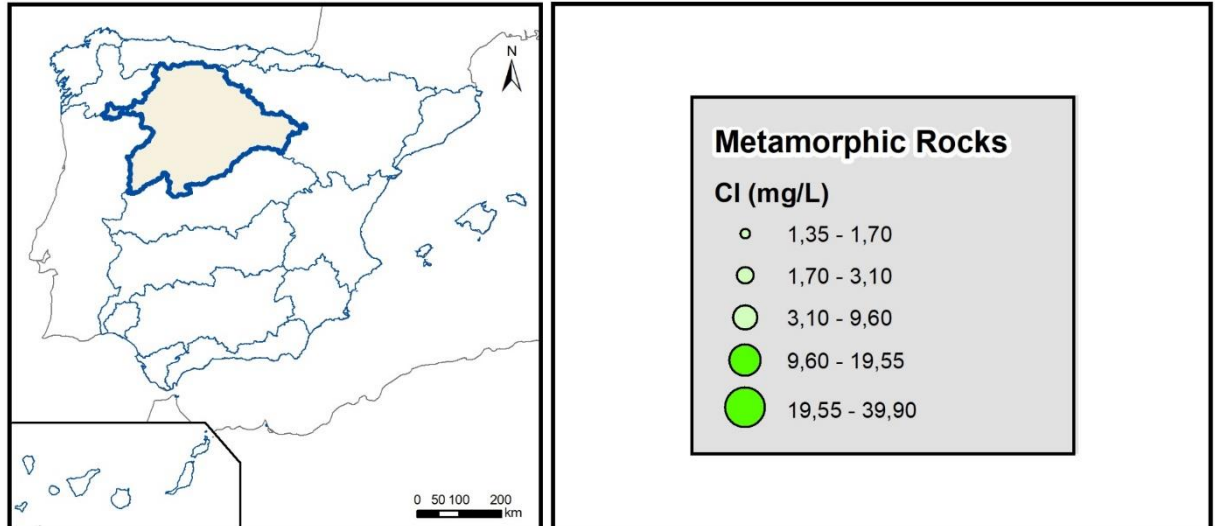 N
0 50 100 200
km
Metamorphic Rocks
Cl (mg/L)
1,35 - 1,70
1,70 - 3,10
3,10 - 9,60
9,60 - 19,55
19,55 - 39,90